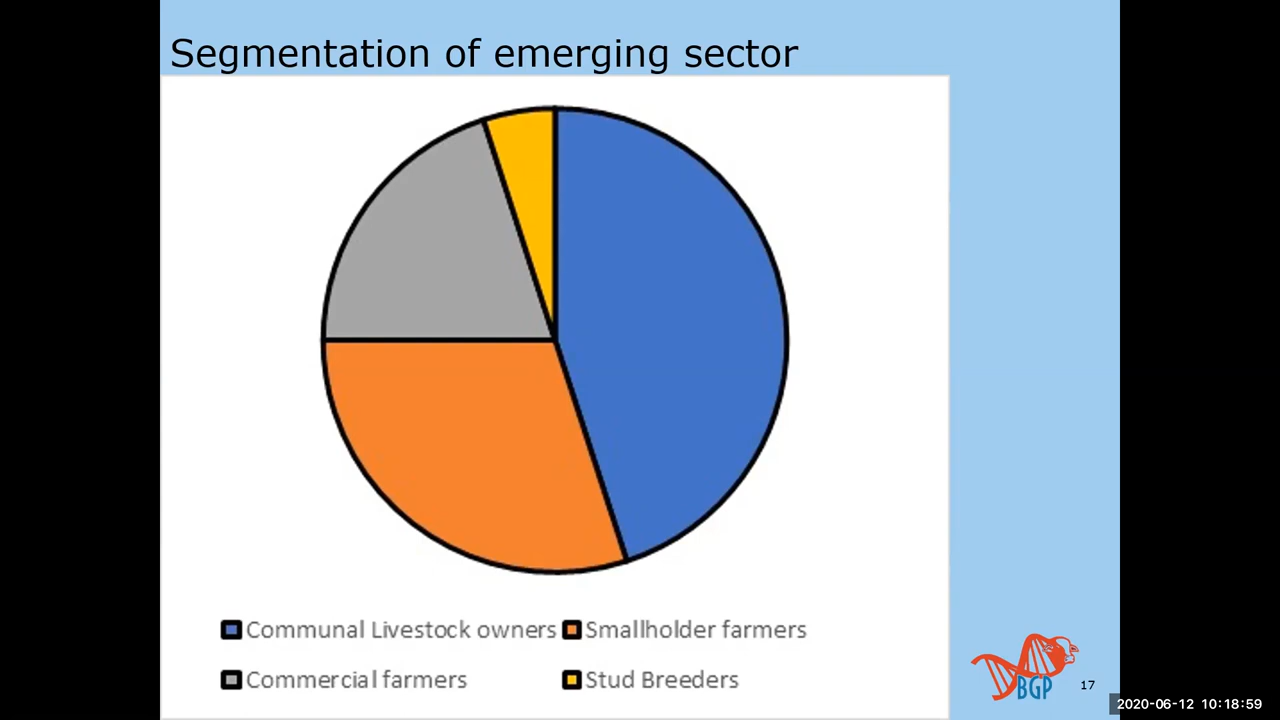 Segmentation of emerging sector
Communal Livestock owners Smallholder farmers
Commercial farmers Stud Breeders
BGP
17
2020-06-12 10:18:59